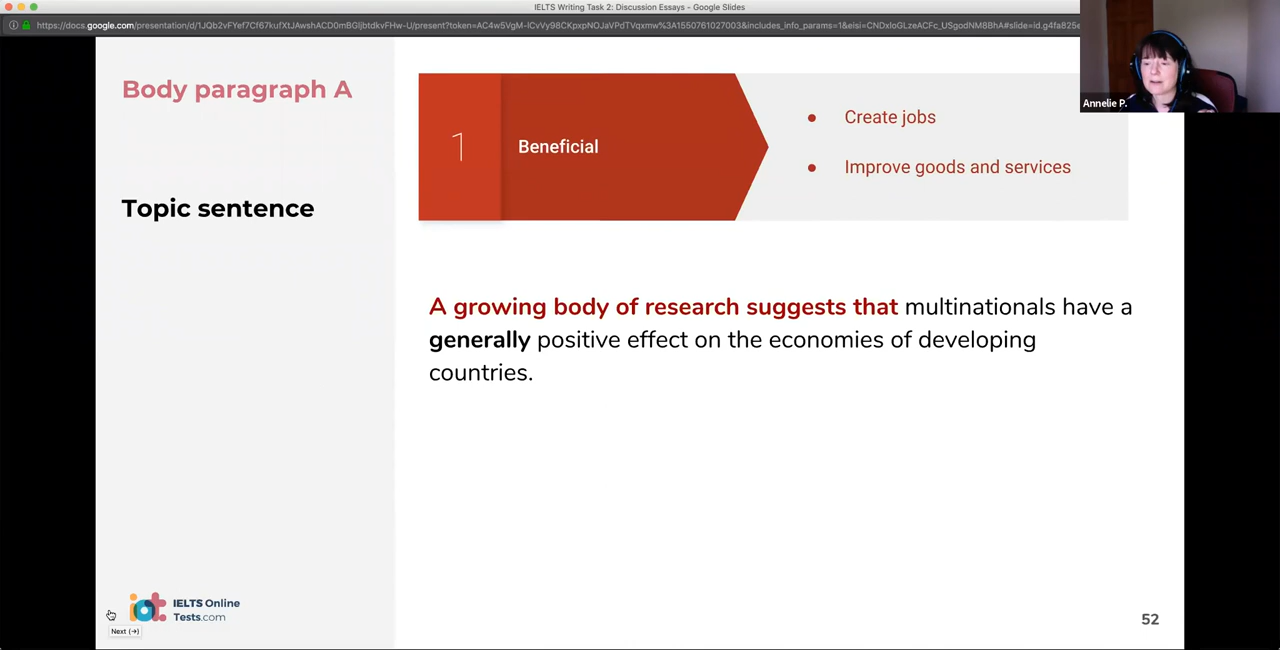 IELTS Writing Task 2: Discussion Essays - Google Slides
Annelie P.
Body paragraph A
1
Beneficial
● Create jobs
● Improve goods and services
Topic sentence
A growing body of research suggests that multinationals have a
generally positive effect on the economies of developing
countries.
iot
IELTS Online
Tests.com
Next (→)
52